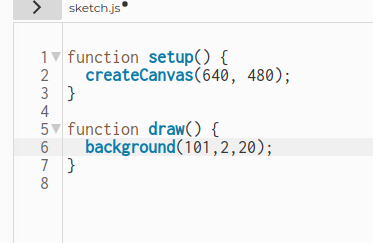 sketch.js
1 function setup() {
2 createCanvas(640, 480);
3 }
4
5 function draw() {
6 background(101,2,20);
7 }
8